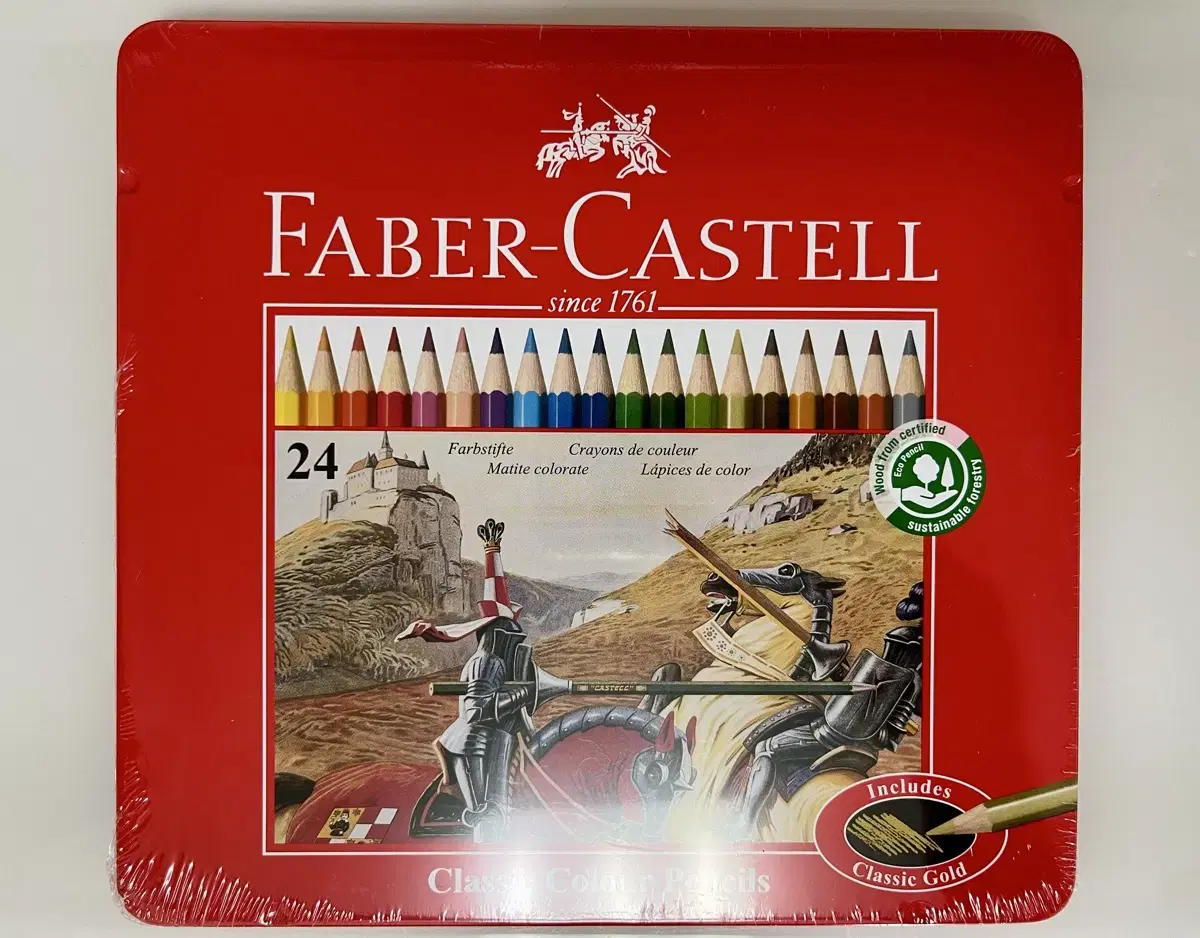 FABER-CASTELL
since 1761
24
Farbstifte Crayons de couleur
Matite colorate Lápices de color
Wood from certified
Eco Pencil
sustainable forestry
"CASTELL"
Includes
Classic Gold
Classic Colour Pencils